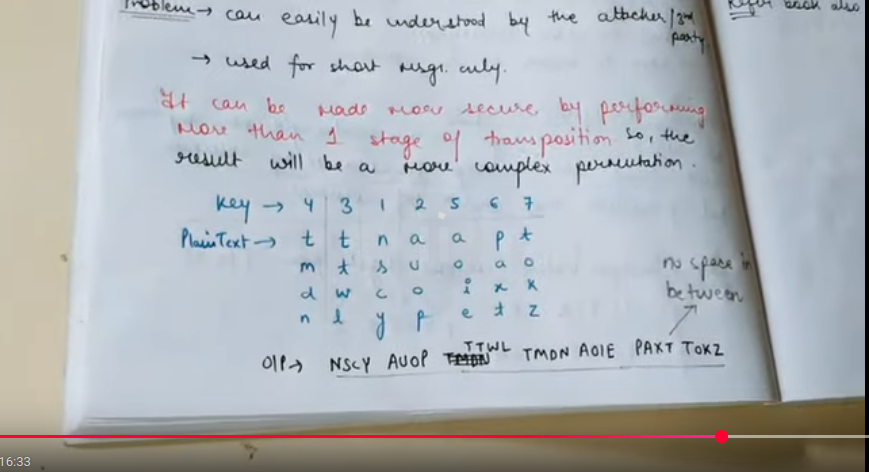 Problem → can easily be understood by the attacker / 3rd party
Refer back also
→ used for short msgs. only.
It can be made more secure by performing
more than 1 stage of transposition so, the
result will be a more complex permutation.
Key → 4 3 1 2 5 6 7
PlainText → t t n a a p t
m t s u o a o
d w c o i x k
n l y p e t z
no space in
between
O/P → NSCY AUOP TTWL TMDN AOIE PAXT TOKZ
16:33